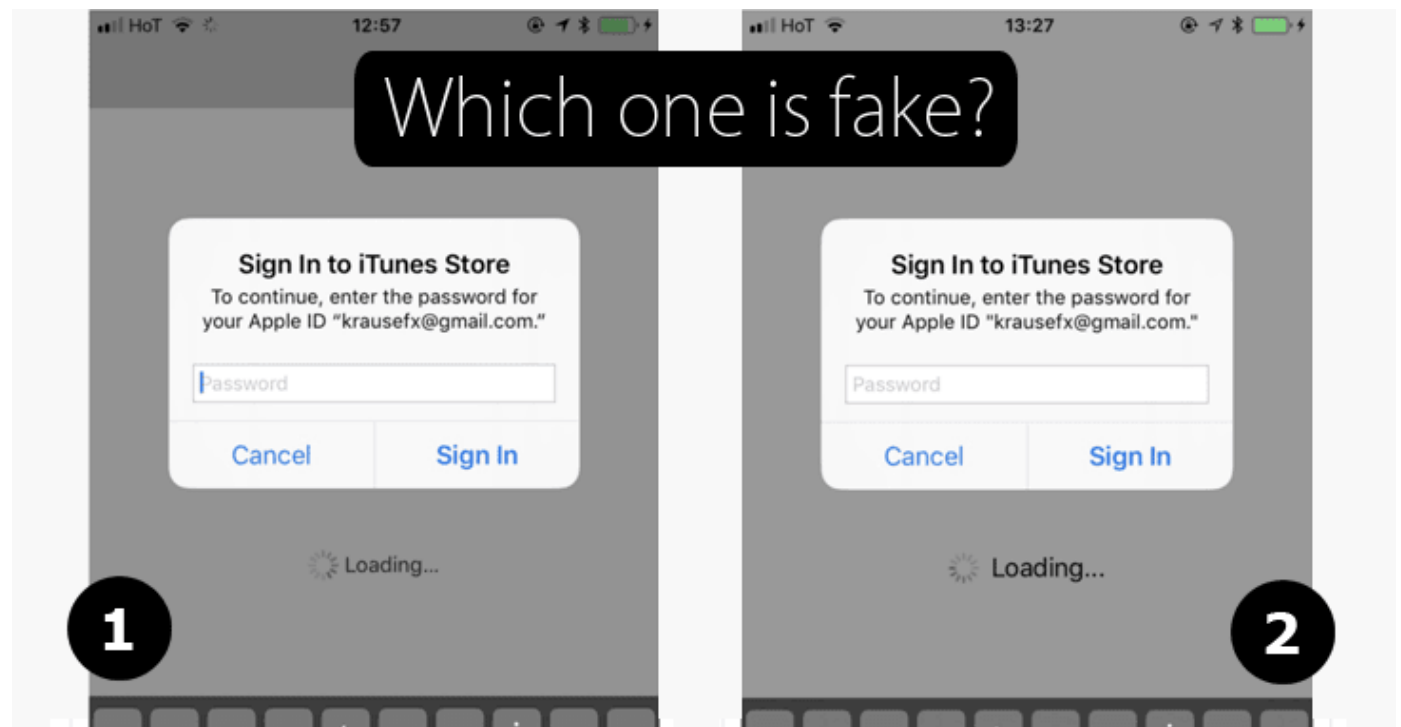 HoT 12:57
HoT 13:27
Which one is fake?
Sign In to iTunes Store
To continue, enter the password for
your Apple ID “krausefx@gmail.com.”
Password
Cancel Sign In
Loading...
1
Sign In to iTunes Store
To continue, enter the password for
your Apple ID "krausefx@gmail.com."
Password
Cancel Sign In
Loading...
2